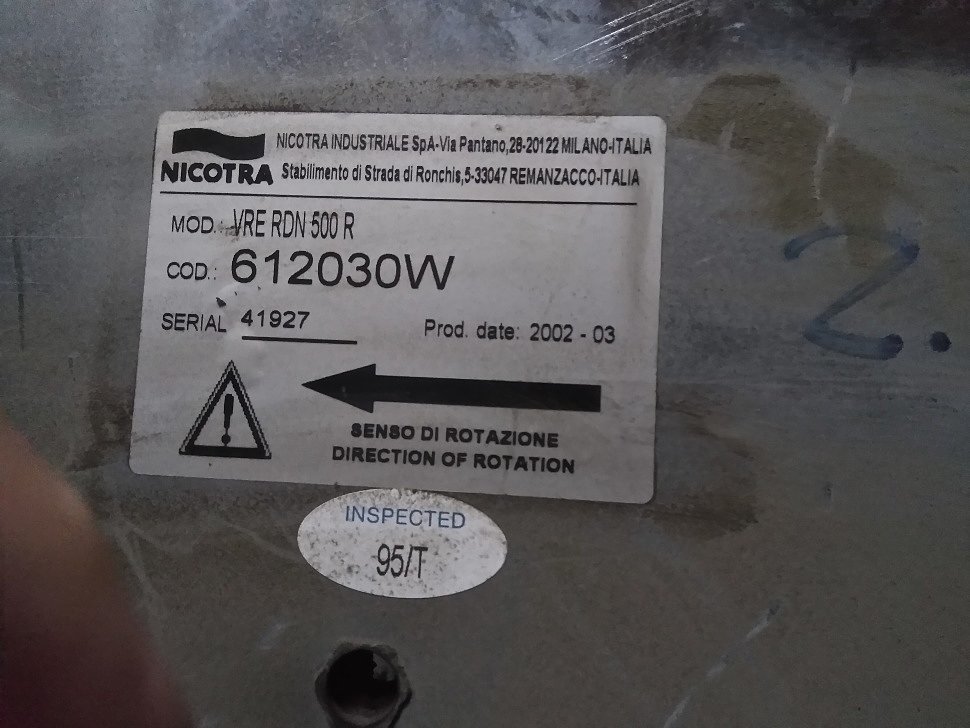 NICOTRA INDUSTRIALE SpA-Via Pantano,26-20122 MILANO-ITALIA
NICOTRA Stabilimento di Strada di Ronchis,5-33047 REMANZACCO-ITALIA
MOD.: VRE RDN 500 R
COD.: 612030W
SERIAL 41927 Prod. date: 2002 - 03
SENSO DI ROTAZIONE
DIRECTION OF ROTATION
INSPECTED
95/T
2.